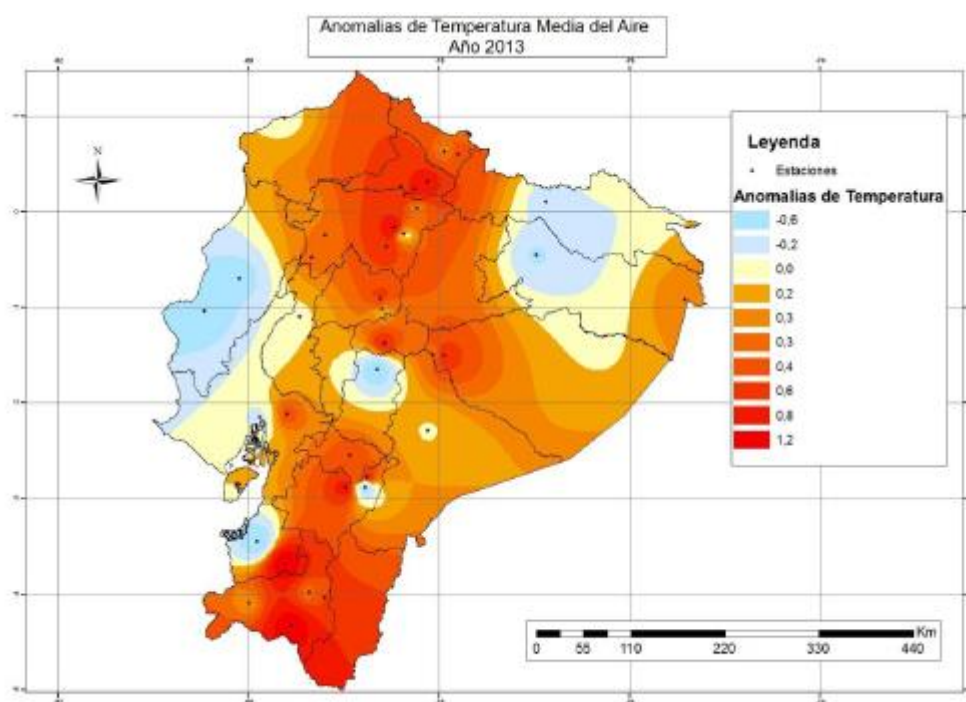 Anomalias de Temperatura Media del Aire
Año 2013
N
Leyenda
Estaciones
Anomalias de Temperatura
-0,6
-0,2
0,0
0,2
0,3
0,3
0,4
0,6
0,8
1,2
Km
0 55 110 220 330 440